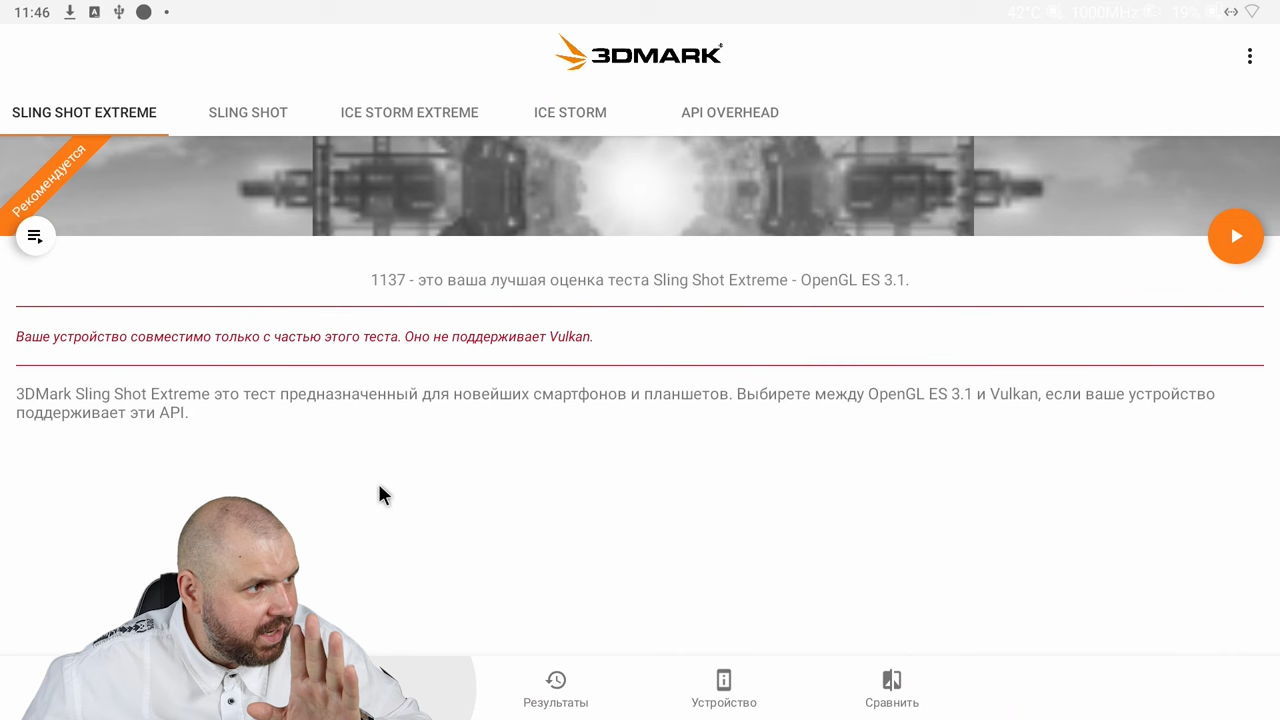 11:46
42°C 1000MHz 19%
3DMARK
SLING SHOT EXTREME SLING SHOT ICE STORM EXTREME ICE STORM API OVERHEAD
Рекомендуется
1137 - это ваша лучшая оценка теста Sling Shot Extreme - OpenGL ES 3.1.
Ваше устройство совместимо только с частью этого теста. Оно не поддерживает Vulkan.
3DMark Sling Shot Extreme это тест предназначенный для новейших смартфонов и планшетов. Выбирете между OpenGL ES 3.1 и Vulkan, если ваше устройство
поддерживает эти API.
Результаты Устройство Сравнить